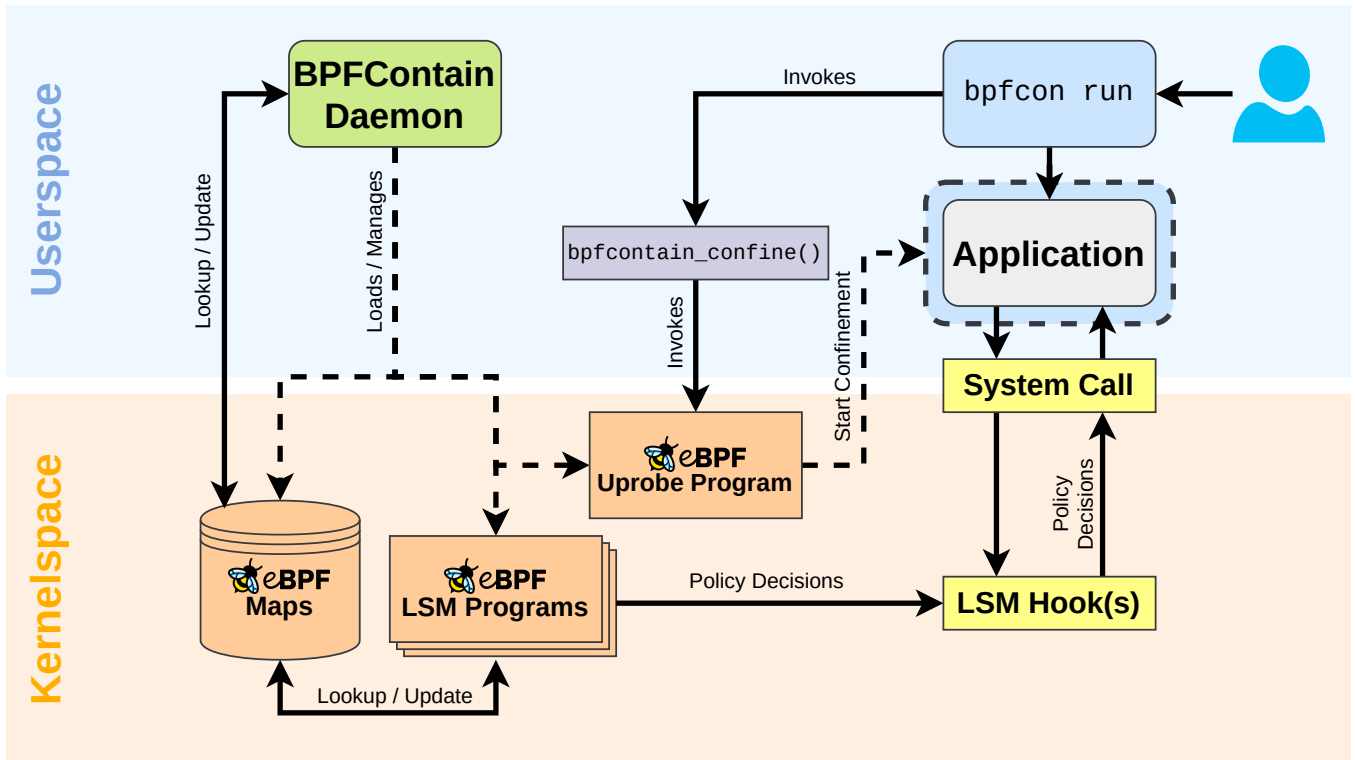 Userspace
BPFContain
Daemon
Invokes
bpfcon run
Lookup / Update
Loads / Manages
bpfcontain_confine()
Application
Invokes
Start Confinement
System Call
Kernelspace
eBPF
Uprobe Program
Policy
Decisions
eBPF
Maps
eBPF
LSM Programs
Policy Decisions
LSM Hook(s)
Lookup / Update